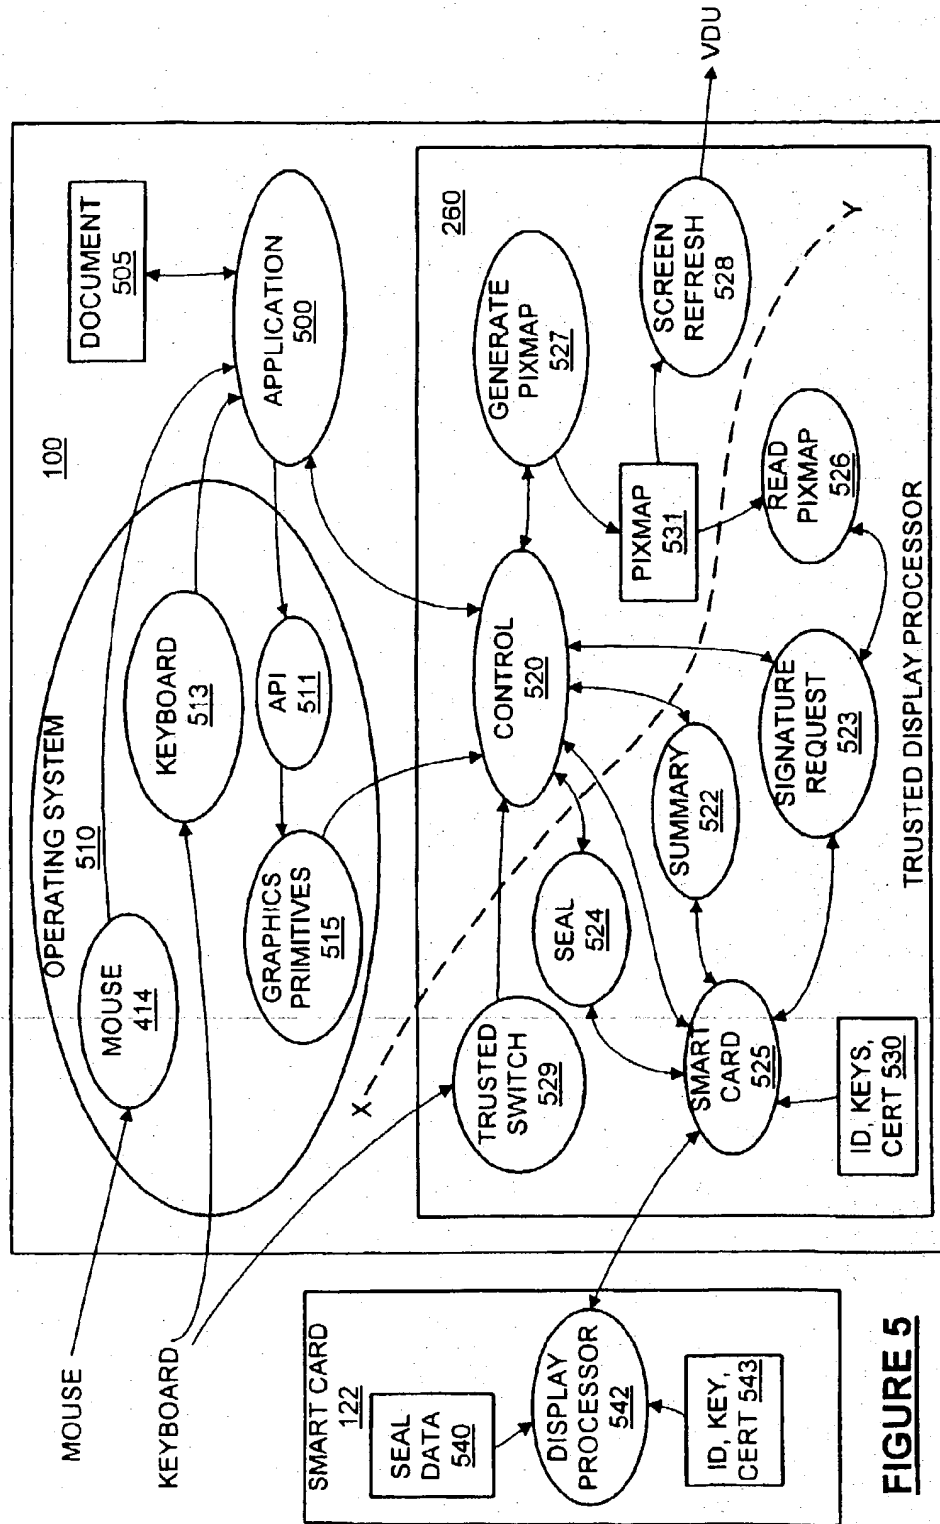 MOUSE
KEYBOARD
OPERATING SYSTEM
510
MOUSE
414
KEYBOARD
513
GRAPHICS
PRIMITIVES
515
API
511
100
DOCUMENT
505
APPLICATION
500
260
X
TRUSTED
SWITCH
529
CONTROL
520
GENERATE
PIXMAP
527
SEAL
524
PIXMAP
531
SCREEN
REFRESH
528
VDU
Y
SMART
CARD
525
SUMMARY
522
SIGNATURE
REQUEST
523
READ
PIXMAP
526
ID, KEYS,
CERT 530
TRUSTED DISPLAY PROCESSOR
SMART CARD
122
SEAL
DATA
540
DISPLAY
PROCESSOR
542
ID, KEY,
CERT 543
FIGURE 5